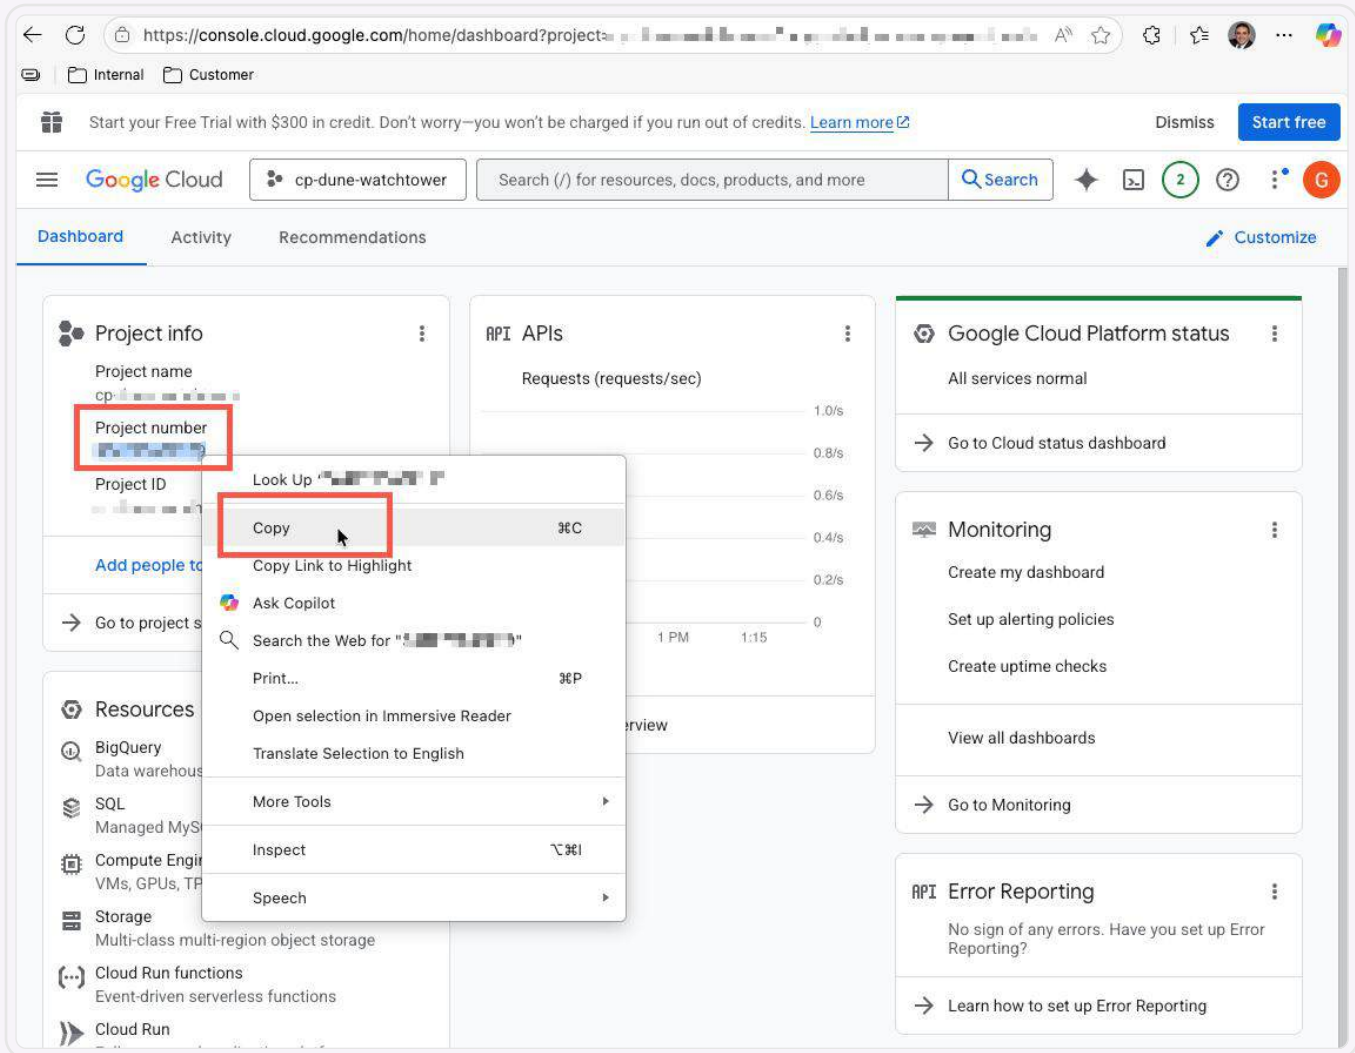 https://console.cloud.google.com/home/dashboard?project=
Internal Customer
Start your Free Trial with $300 in credit. Don't worry—you won't be charged if you run out of credits. Learn more Dismiss Start free
Google Cloud cp-dune-watchtower Search (/) for resources, docs, products, and more Search 2 G
Dashboard Activity Recommendations Customize
Project info
Project name
cp-
Project number
Project ID
Add people to
Go to project s
Look Up
Copy ⌘C
Copy Link to Highlight
Ask Copilot
Search the Web for "
Print... ⌘P
Open selection in Immersive Reader
Translate Selection to English
More Tools
Inspect ⌥⌘I
Speech
Resources
BigQuery
Data warehous
SQL
Managed MyS
Compute Engi
VMs, GPUs, TP
Storage
Multi-class multi-region object storage
Cloud Run functions
Event-driven serverless functions
Cloud Run
API APIs
Requests (requests/sec)
1.0/s
0.8/s
0.6/s
0.4/s
0.2/s
0
1 PM 1:15
erview
Google Cloud Platform status
All services normal
Go to Cloud status dashboard
Monitoring
Create my dashboard
Set up alerting policies
Create uptime checks
View all dashboards
Go to Monitoring
API Error Reporting
No sign of any errors. Have you set up Error
Reporting?
Learn how to set up Error Reporting